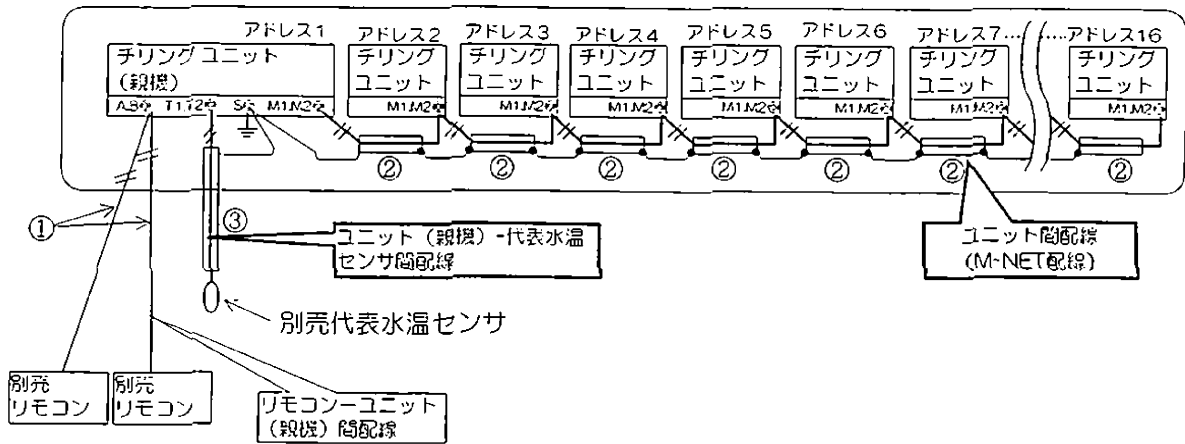 アドレス1
アドレス2
アドレス3
アドレス4
アドレス5
アドレス6
アドレス7
アドレス16
チリングユニット
(親機)
チリング
ユニット
チリング
ユニット
チリング
ユニット
チリング
ユニット
チリング
ユニット
チリング
ユニット
チリング
ユニット
M1,M2
M1,M2
M1,M2
M1,M2
M1,M2
M1,M2
M1,M2
M1,M2
②
②
②
②
②
②
②
①
③
ユニット(親機)-代表水温
センサ間配線
ユニット間配線
(M-NET配線)
別売代表水温センサ
別売
リモコン
別売
リモコン
リモコンーユニット
(親機)間配線